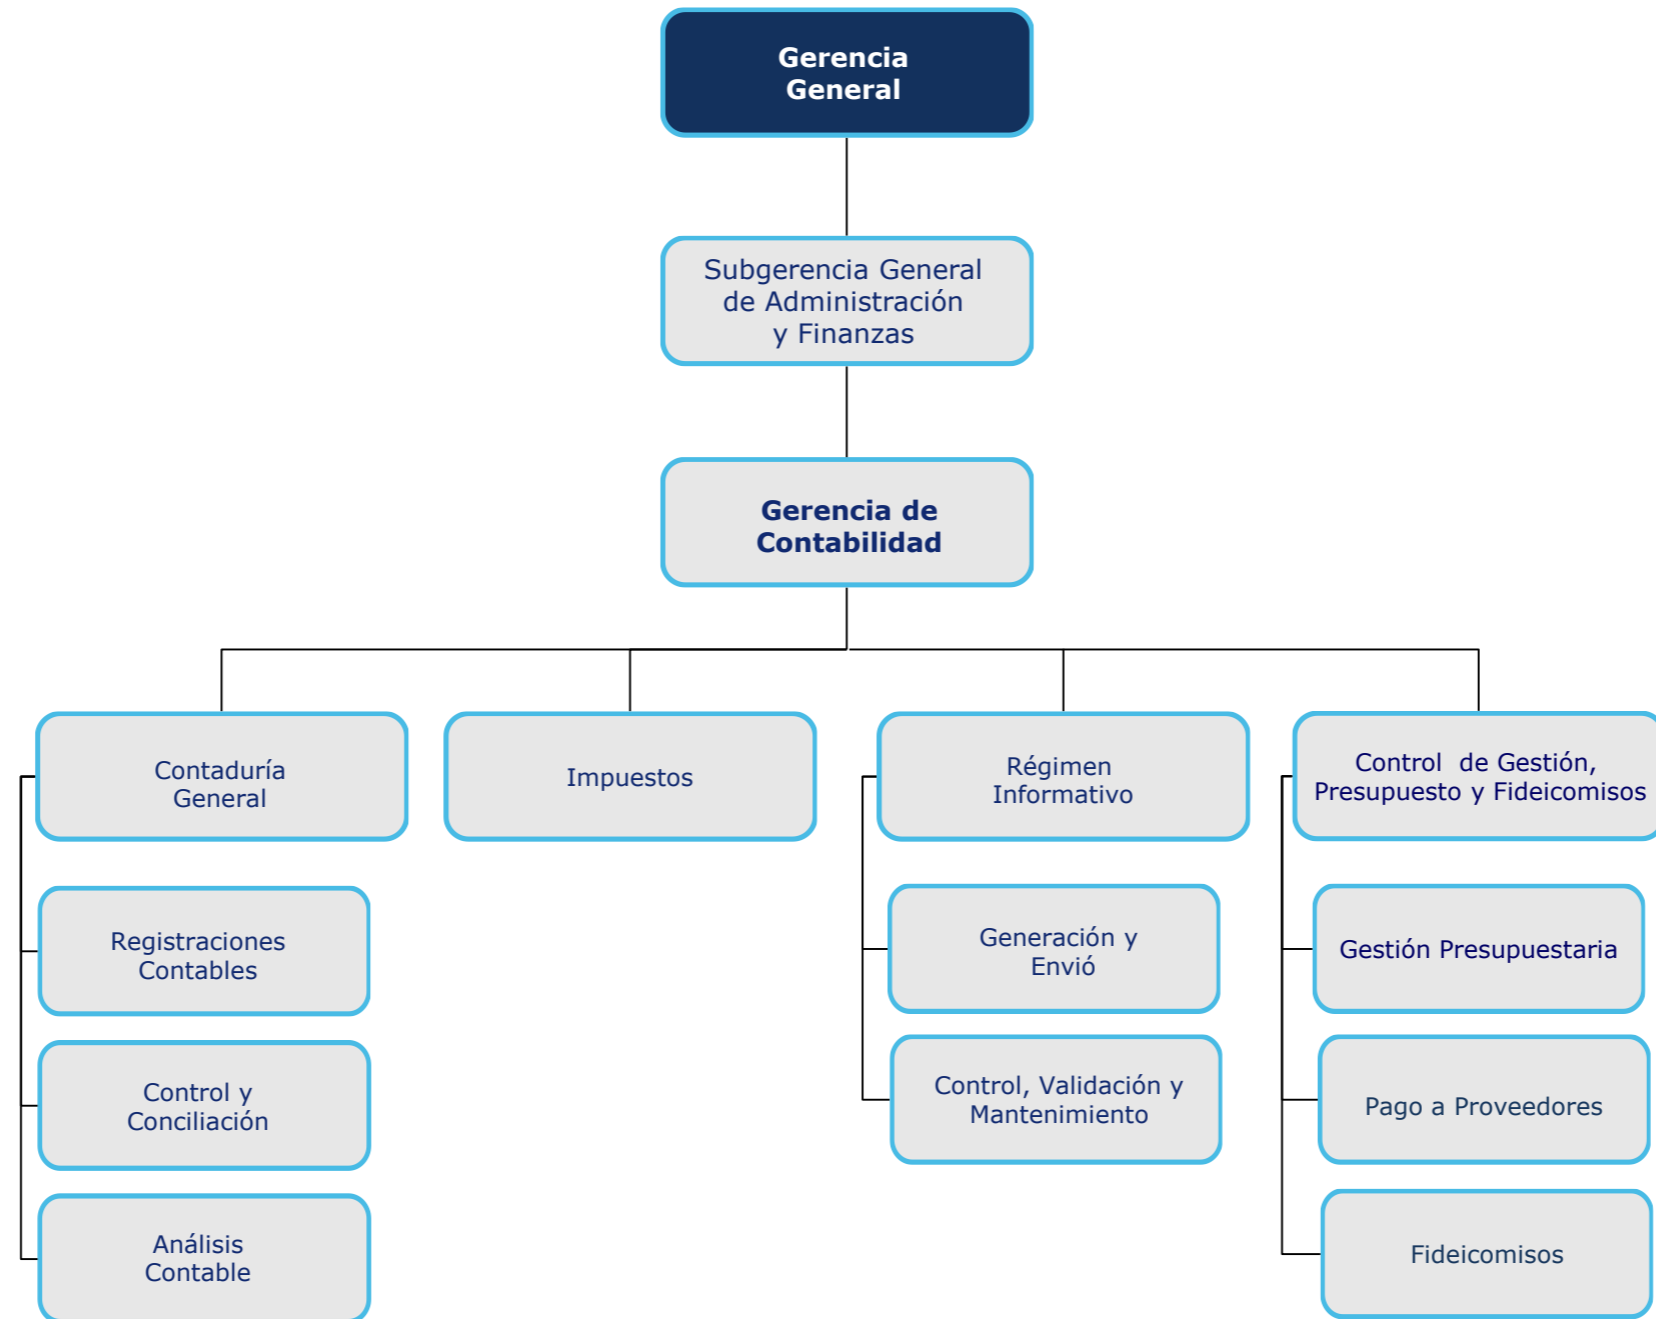 Gerencia
General
Subgerencia General
de Administración
y Finanzas
Gerencia de
Contabilidad
Contaduría
General
Impuestos
Régimen
Informativo
Control  de Gestión,
Presupuesto y Fideicomisos
Registraciones
Contables
Generación y
Envió
Gestión Presupuestaria
Control y
Conciliación
Control, Validación y
Mantenimiento
Pago a Proveedores
Análisis
Contable
Fideicomisos